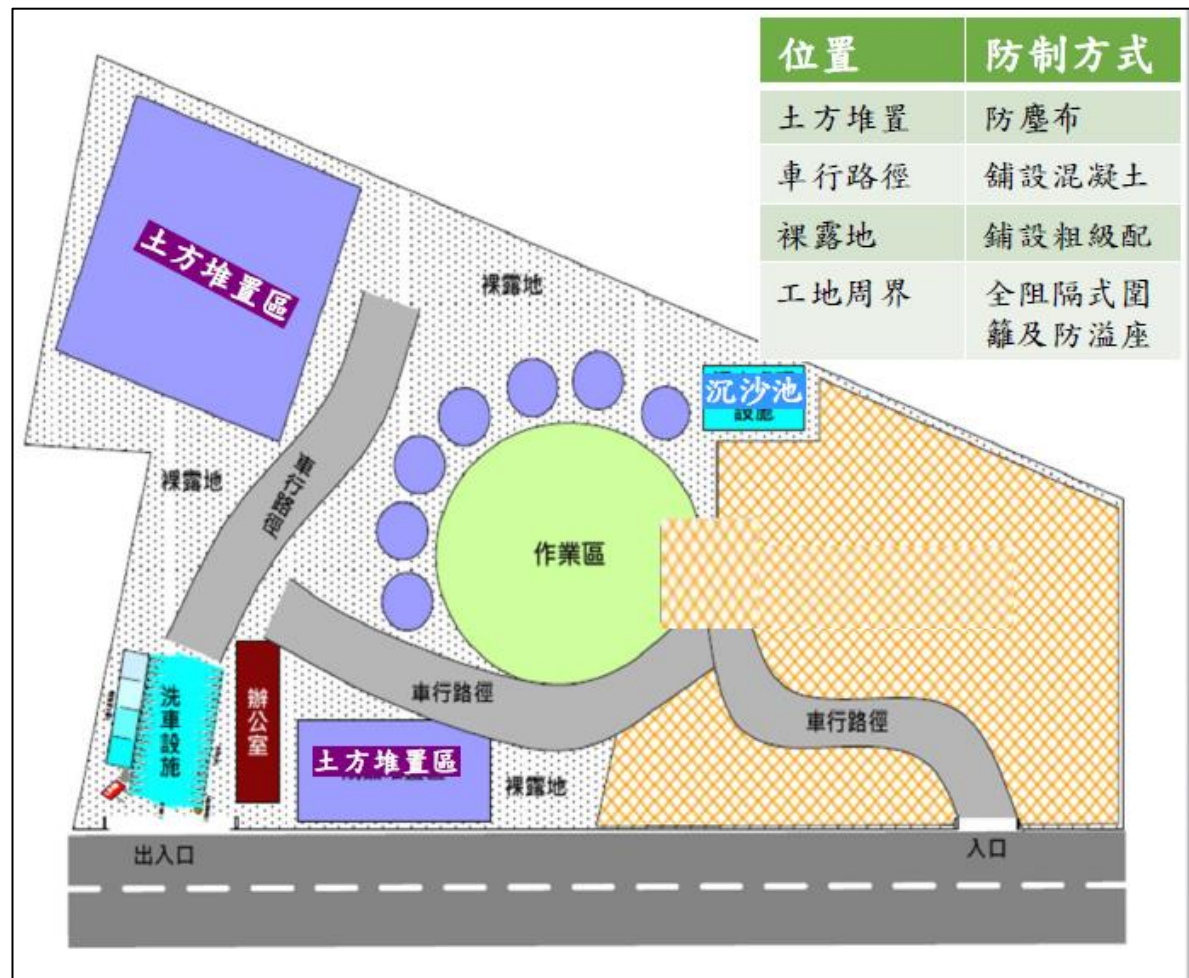 位置 防制方式
土方堆置 防塵布
車行路徑 舖設混凝土
裸露地 鋪設粗級配
工地周界 全阻隔式圍
籬及防溢座
土方堆置區
裸露地
沉沙池
設施
裸露地
車行路徑
作業區
洗車設施
辦公室
車行路徑
車行路徑
土方堆置區
裸露地
出入口
入口